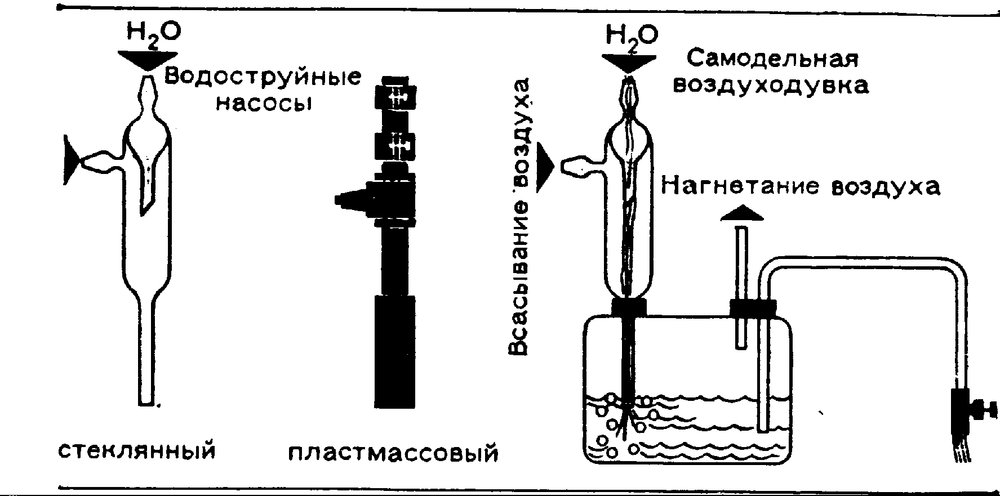 H₂O
Водоструйные
насосы
стеклянный
пластмассовый
H₂O
Самодельная
воздуходувка
Всасывание воздуха
Нагнетание воздуха